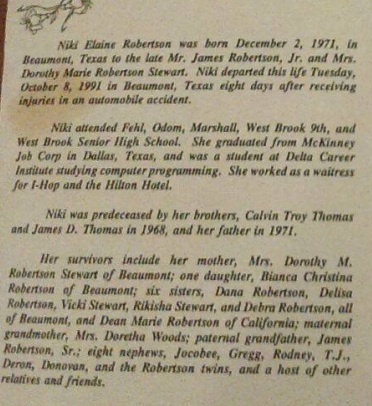 Niki Elaine Robertson was born December 2, 1971, in
Beaumont, Texas to the late Mr. James Robertson, Jr. and Mrs.
Dorothy Marie Robertson Stewart. Niki departed this life Tuesday,
October 8, 1991 in Beaumont, Texas eight days after receiving
injuries in an automobile accident.
Niki attended Fehl, Odom, Marshall, West Brook 9th, and
West Brook Senior High School. She graduated from McKinney
Job Corp in Dallas, Texas, and was a student at Delta Career
Institute studying computer programming. She worked as a waitress
for I-Hop and the Hilton Hotel.
Niki was predeceased by her brothers, Calvin Troy Thomas
and James D. Thomas in 1968, and her father in 1971.
Her survivors include her mother, Mrs. Dorothy M.
Robertson Stewart of Beaumont; one daughter, Bianca Christina
Robertson of Beaumont; six sisters, Dana Robertson, Delisa
Robertson, Vicki Stewart, Rikisha Stewart, and Debra Robertson, all
of Beaumont, and Dean Marie Robertson of California; maternal
grandmother, Mrs. Doretha Woods; paternal grandfather, James
Robertson, Sr.; eight nephews, Jocobee, Gregg, Rodney, T.J.,
Deron, Donovan, and the Robertson twins, and a host of other
relatives and friends.